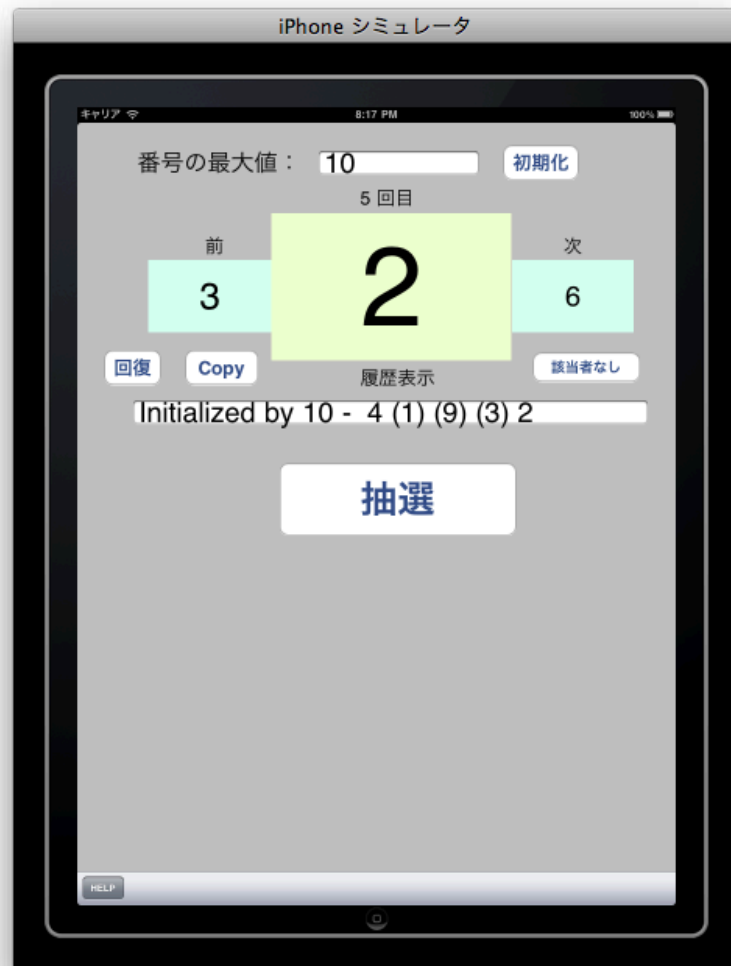 iPhone シミュレータ
キャリア 8:17 PM 100%
番号の最大値： 10 初期化
5 回目
前 次
3 2 6
回復 Copy 該当者なし
履歴表示
Initialized by 10 -  4 (1) (9) (3) 2
抽選
HELP